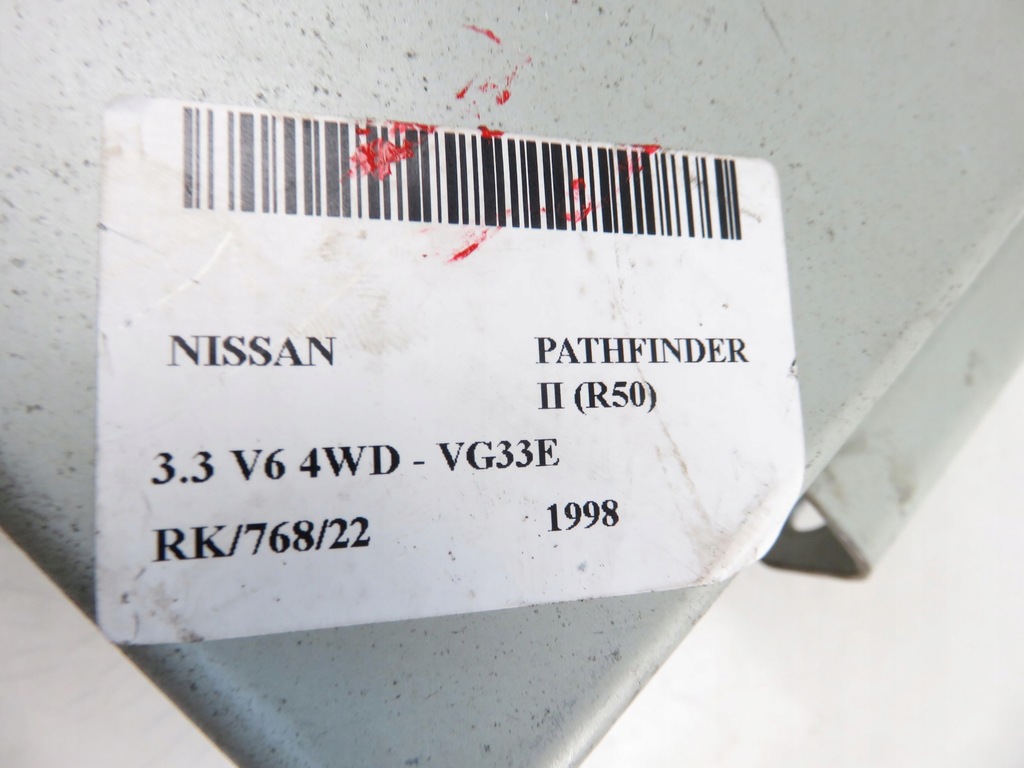 NISSAN PATHFINDER
II (R50)
3.3 V6 4WD - VG33E
RK/768/22 1998